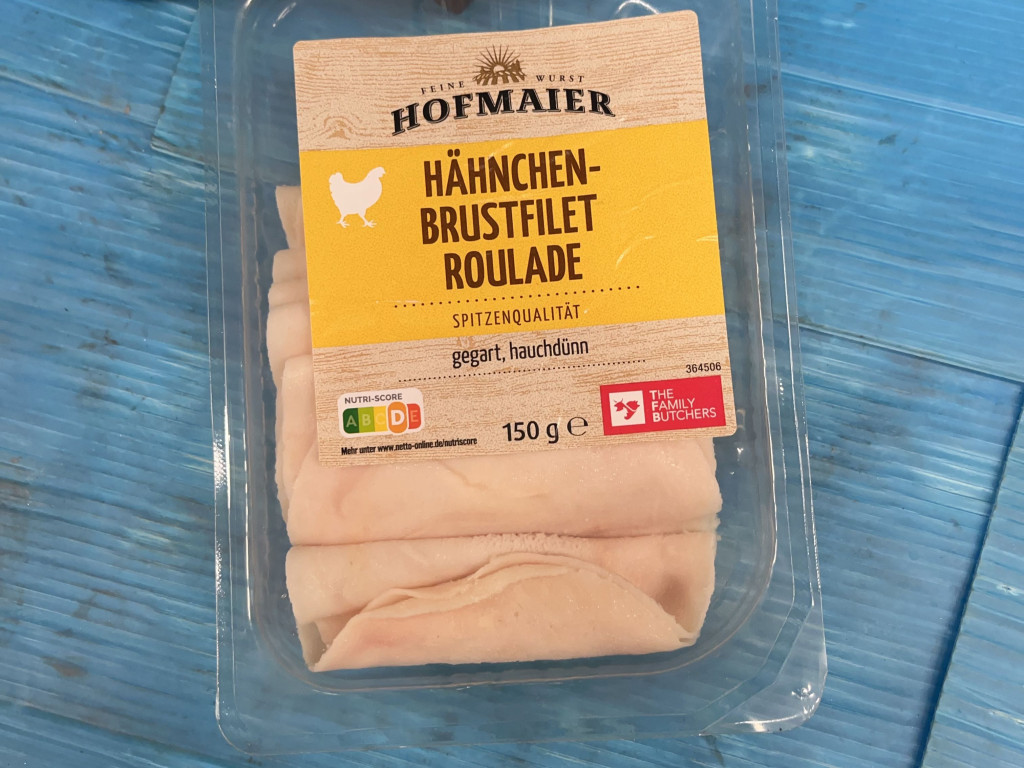 FEINE WURST
HOFMAIER
HÄHNCHEN-
BRUSTFILET
ROULADE
SPITZENQUALITÄT
gegart, hauchdünn
364506
NUTRI-SCORE
A B C D E
Mehr unter www.netto-online.de/nutriscore
150 g ℮
THE
FAMILY
BUTCHERS